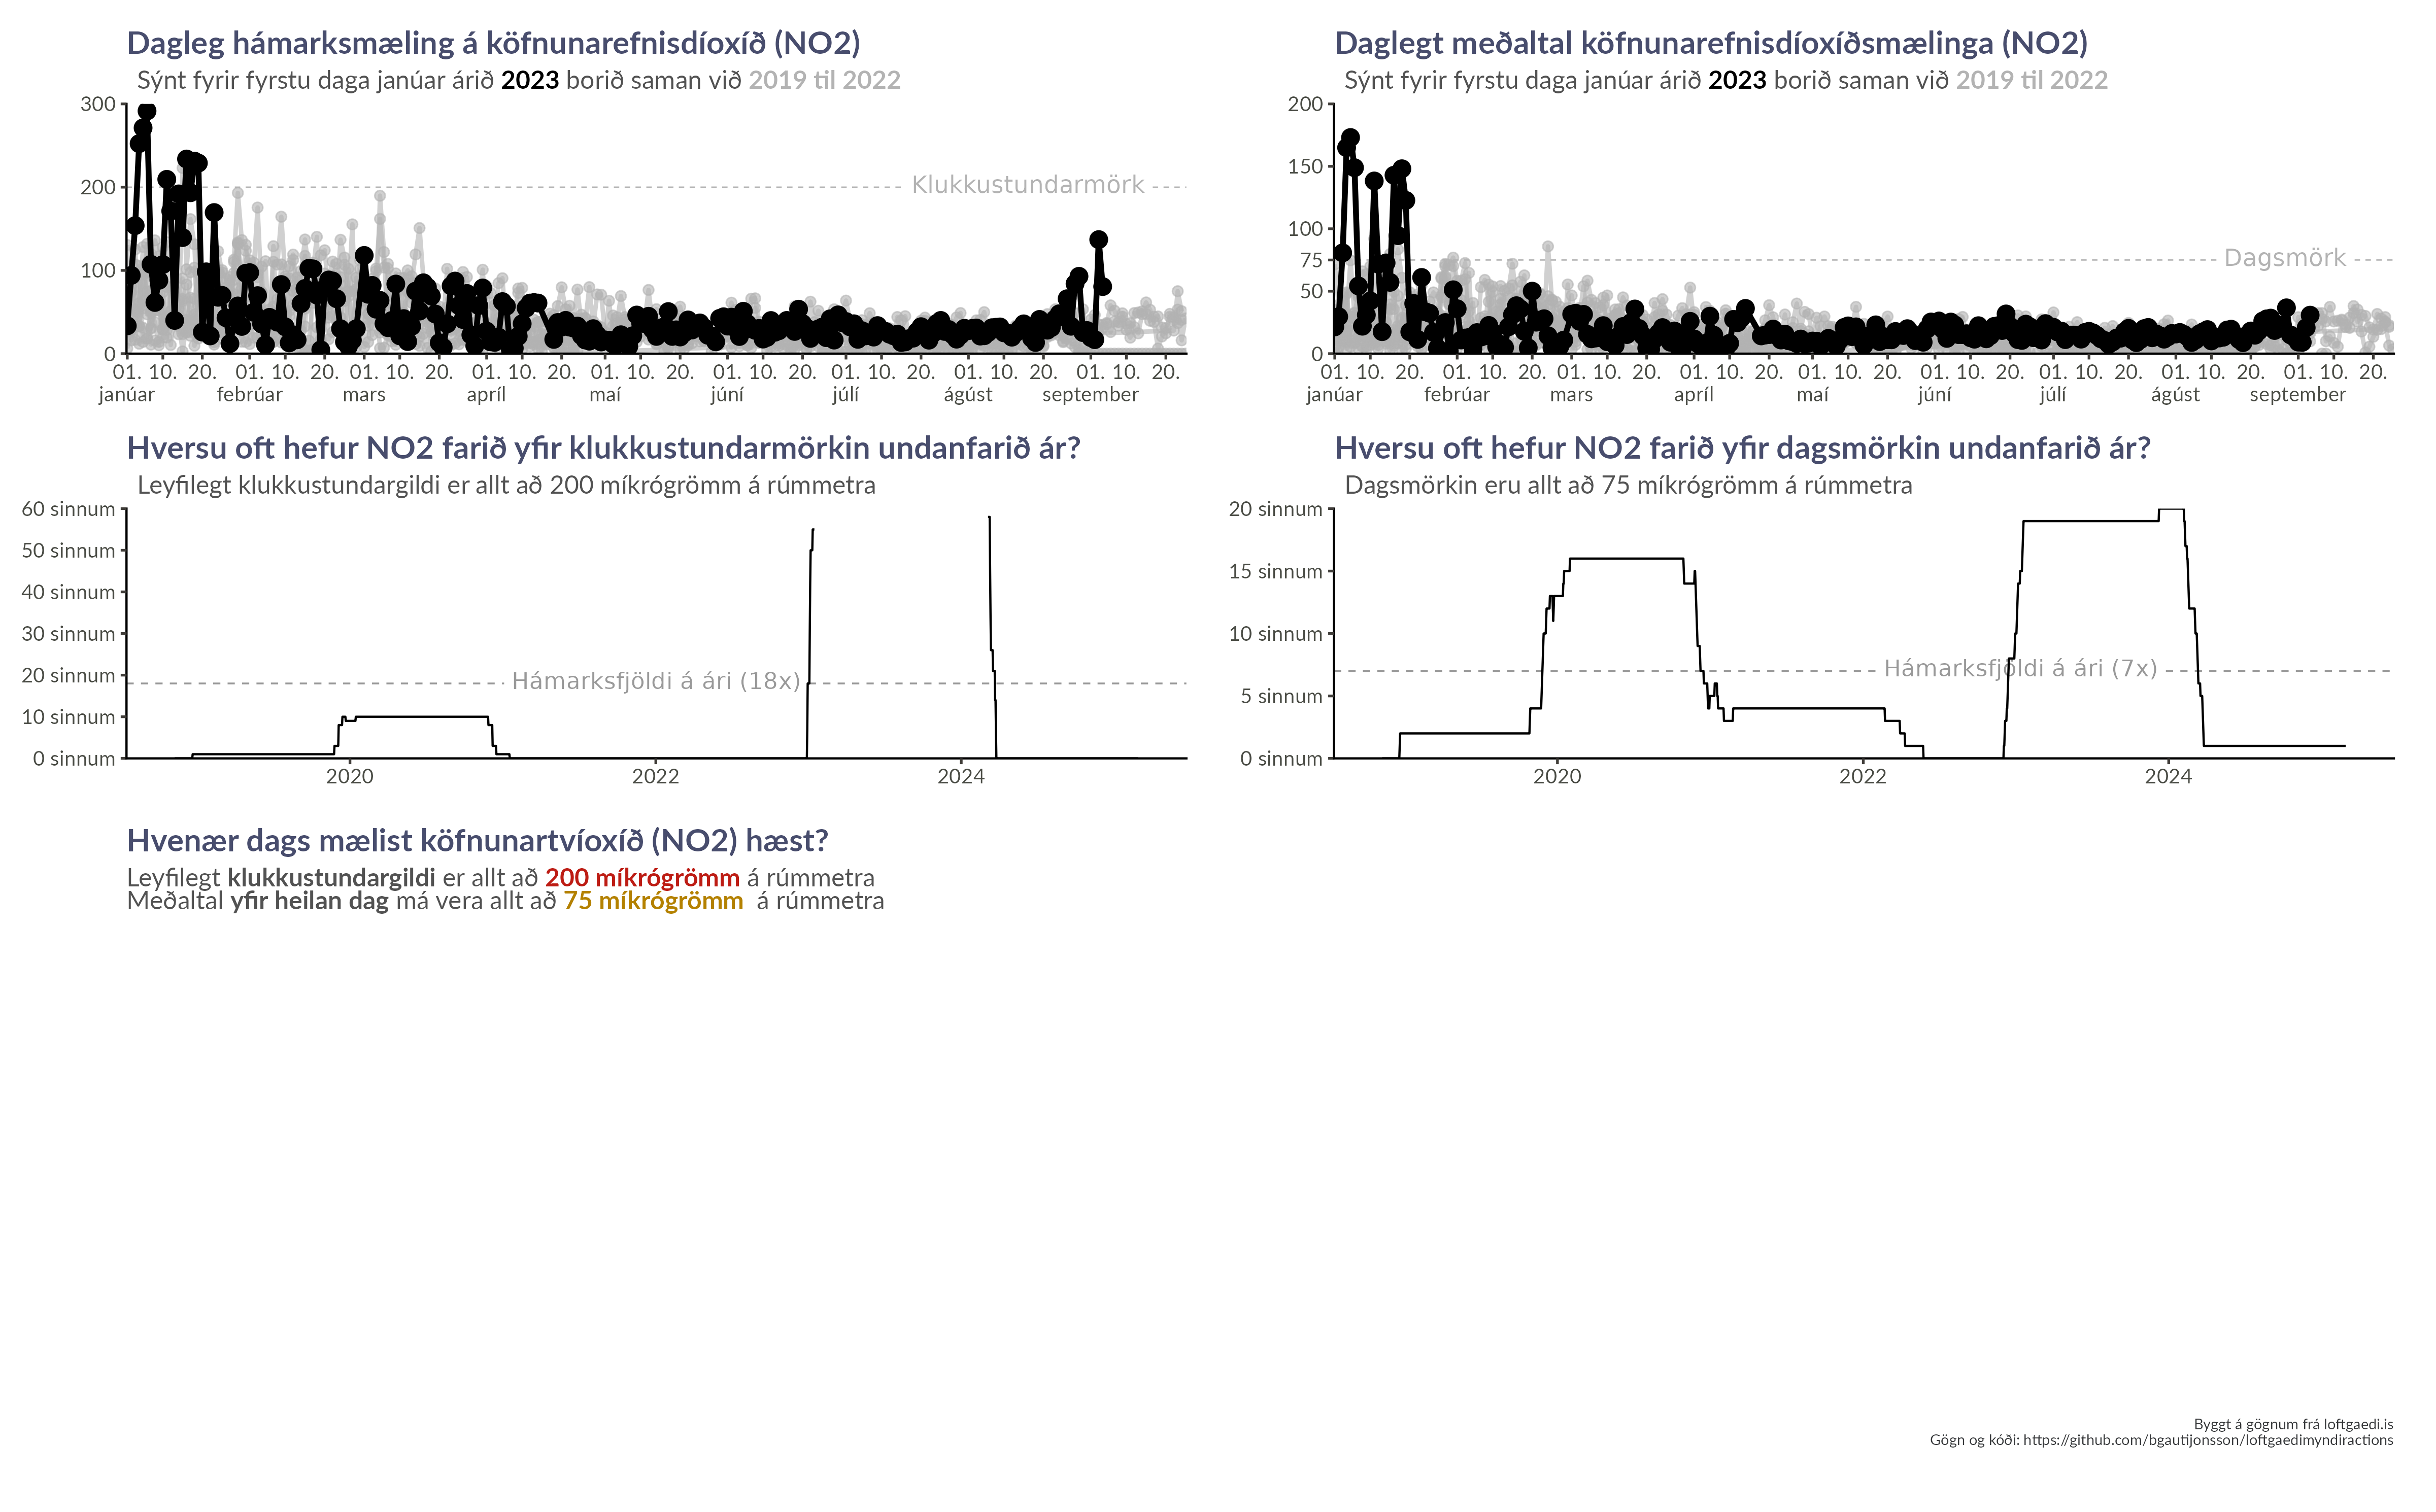 Dagleg hámarksmæling á köfnunarefnisdíoxíð (NO2)
Sýnt fyrir fyrstu daga janúar árið 2023 borið saman við 2019 til 2022
300
200
100
0
Klukkustundarmörk
01. 10. 20. 01. 10. 20. 01. 10. 20. 01. 10. 20. 01. 10. 20. 01. 10. 20. 01. 10. 20. 01. 10. 20. 01. 10. 20.
janúar febrúar mars apríl maí júní júlí ágúst september
Daglegt meðaltal köfnunarefnisdíoxíðsmælinga (NO2)
Sýnt fyrir fyrstu daga janúar árið 2023 borið saman við 2019 til 2022
200
150
100
75
50
0
Dagsmörk
01. 10. 20. 01. 10. 20. 01. 10. 20. 01. 10. 20. 01. 10. 20. 01. 10. 20. 01. 10. 20. 01. 10. 20. 01. 10. 20.
janúar febrúar mars apríl maí júní júlí ágúst september
Hversu oft hefur NO2 farið yfir klukkustundarmörkin undanfarið ár?
Leyfilegt klukkustundargildi er allt að 200 míkrógrömm á rúmmetra
60 sinnum
50 sinnum
40 sinnum
30 sinnum
20 sinnum
10 sinnum
0 sinnum
Hámarksfjöldi á ári (18x)
2020 2022 2024
Hversu oft hefur NO2 farið yfir dagsmörkin undanfarið ár?
Dagsmörkin eru allt að 75 míkrógrömm á rúmmetra
20 sinnum
15 sinnum
10 sinnum
5 sinnum
0 sinnum
Hámarksfjöldi á ári (7x)
2020 2022 2024
Hvenær dags mælist köfnunartvíoxíð (NO2) hæst?
Leyfilegt klukkustundargildi er allt að 200 míkrógrömm á rúmmetra
Meðaltal yfir heilan dag má vera allt að 75 míkrógrömm á rúmmetra
Byggt á gögnum frá loftgaedi.is
Gögn og kóði: https://github.com/bgautijonsson/loftgaedimyndiractions